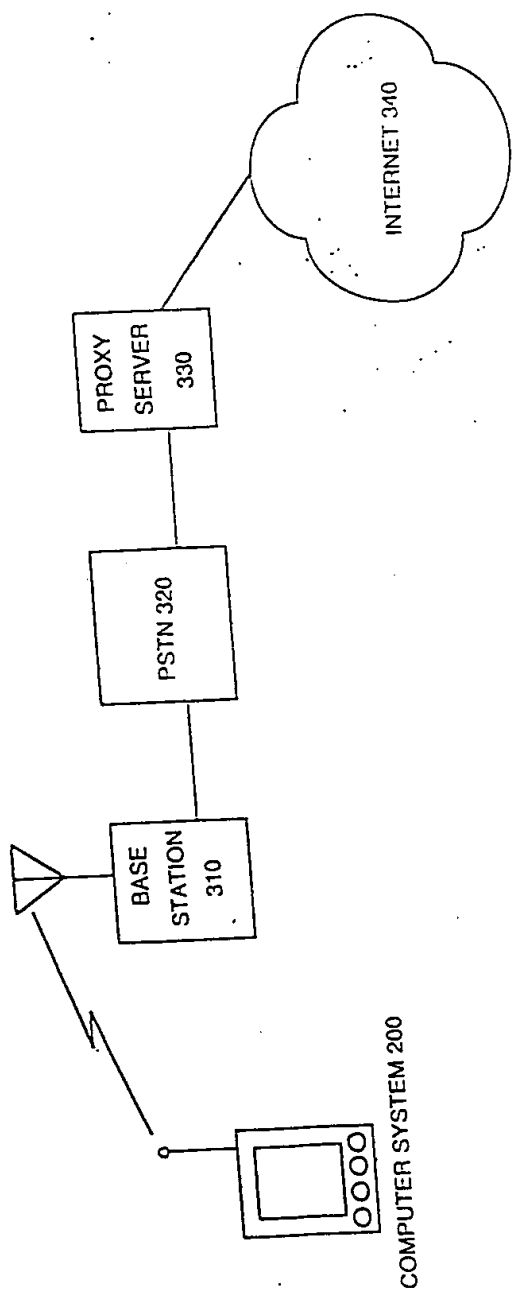 COMPUTER SYSTEM 200
BASE
STATION
310
PSTN 320
PROXY
SERVER
330
INTERNET 340